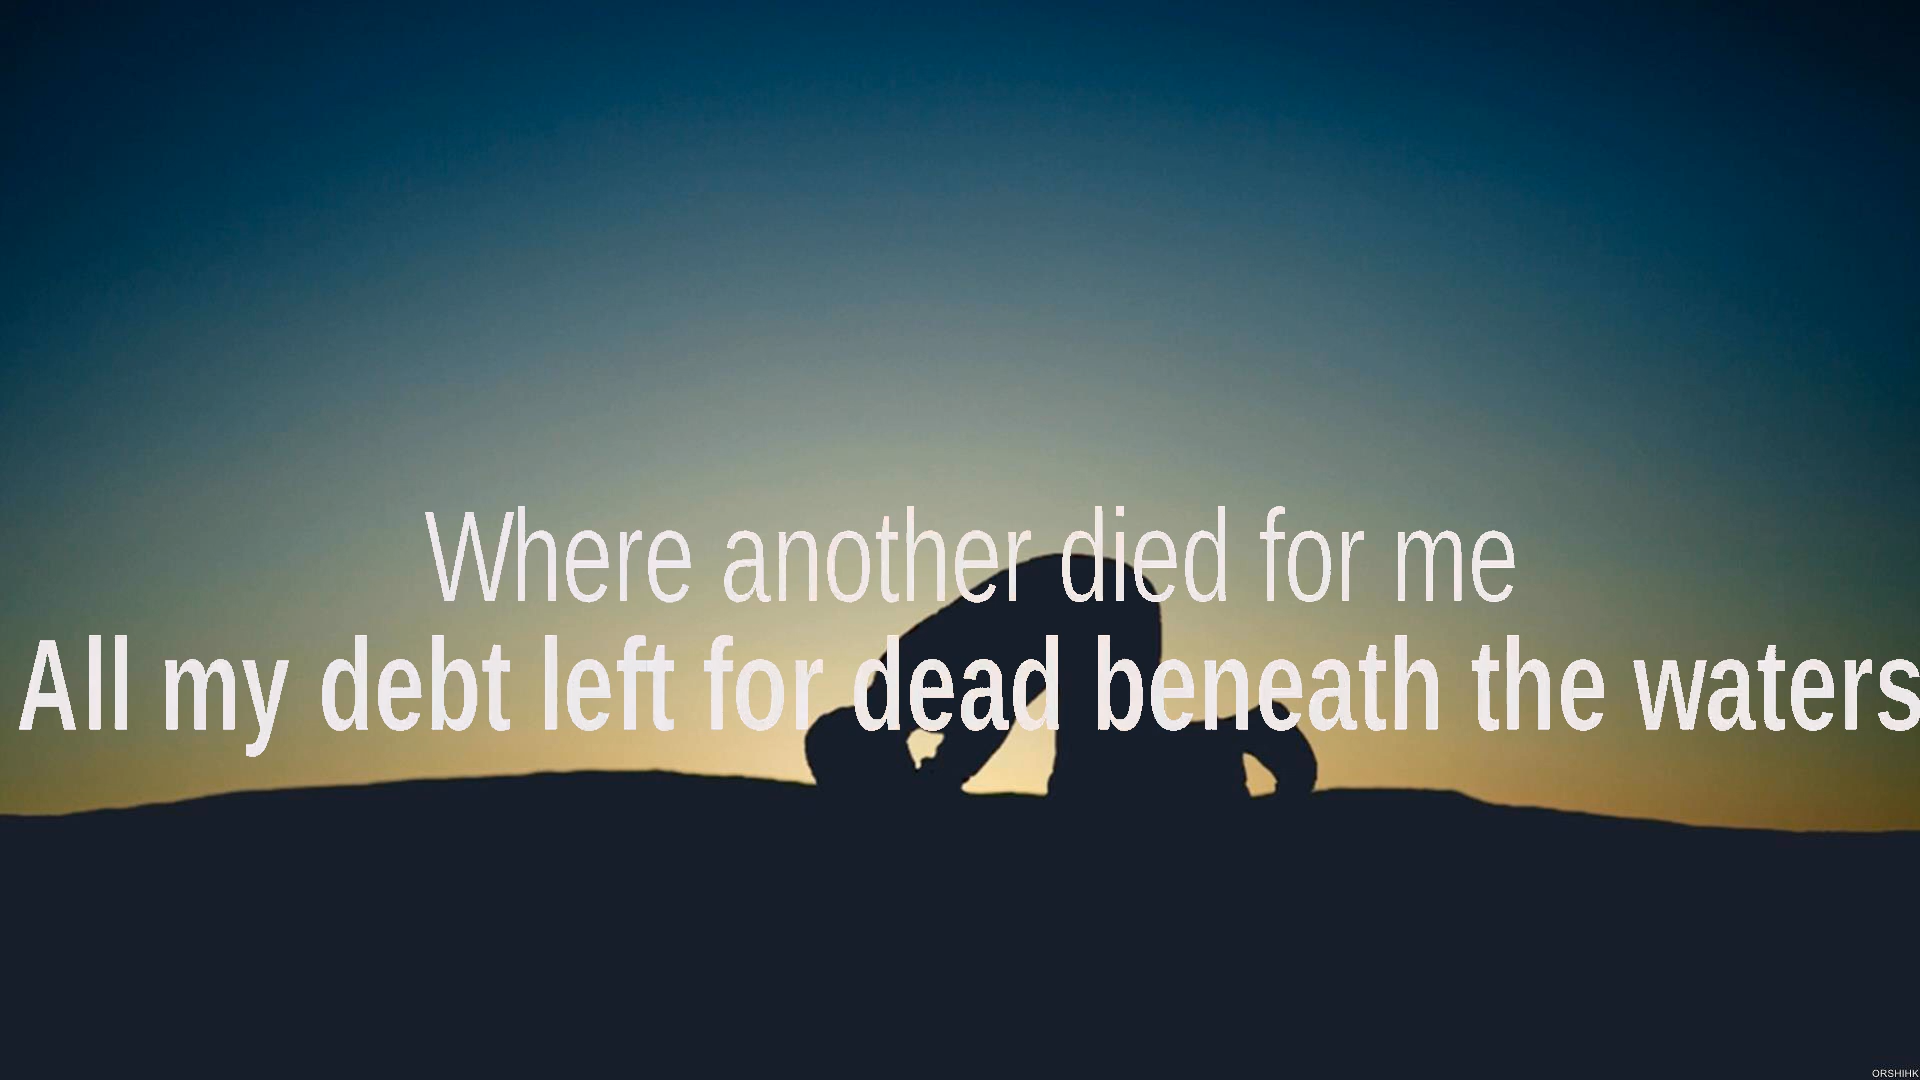 Where another died for me
All my debt left for dead beneath the waters
ORSHIHK